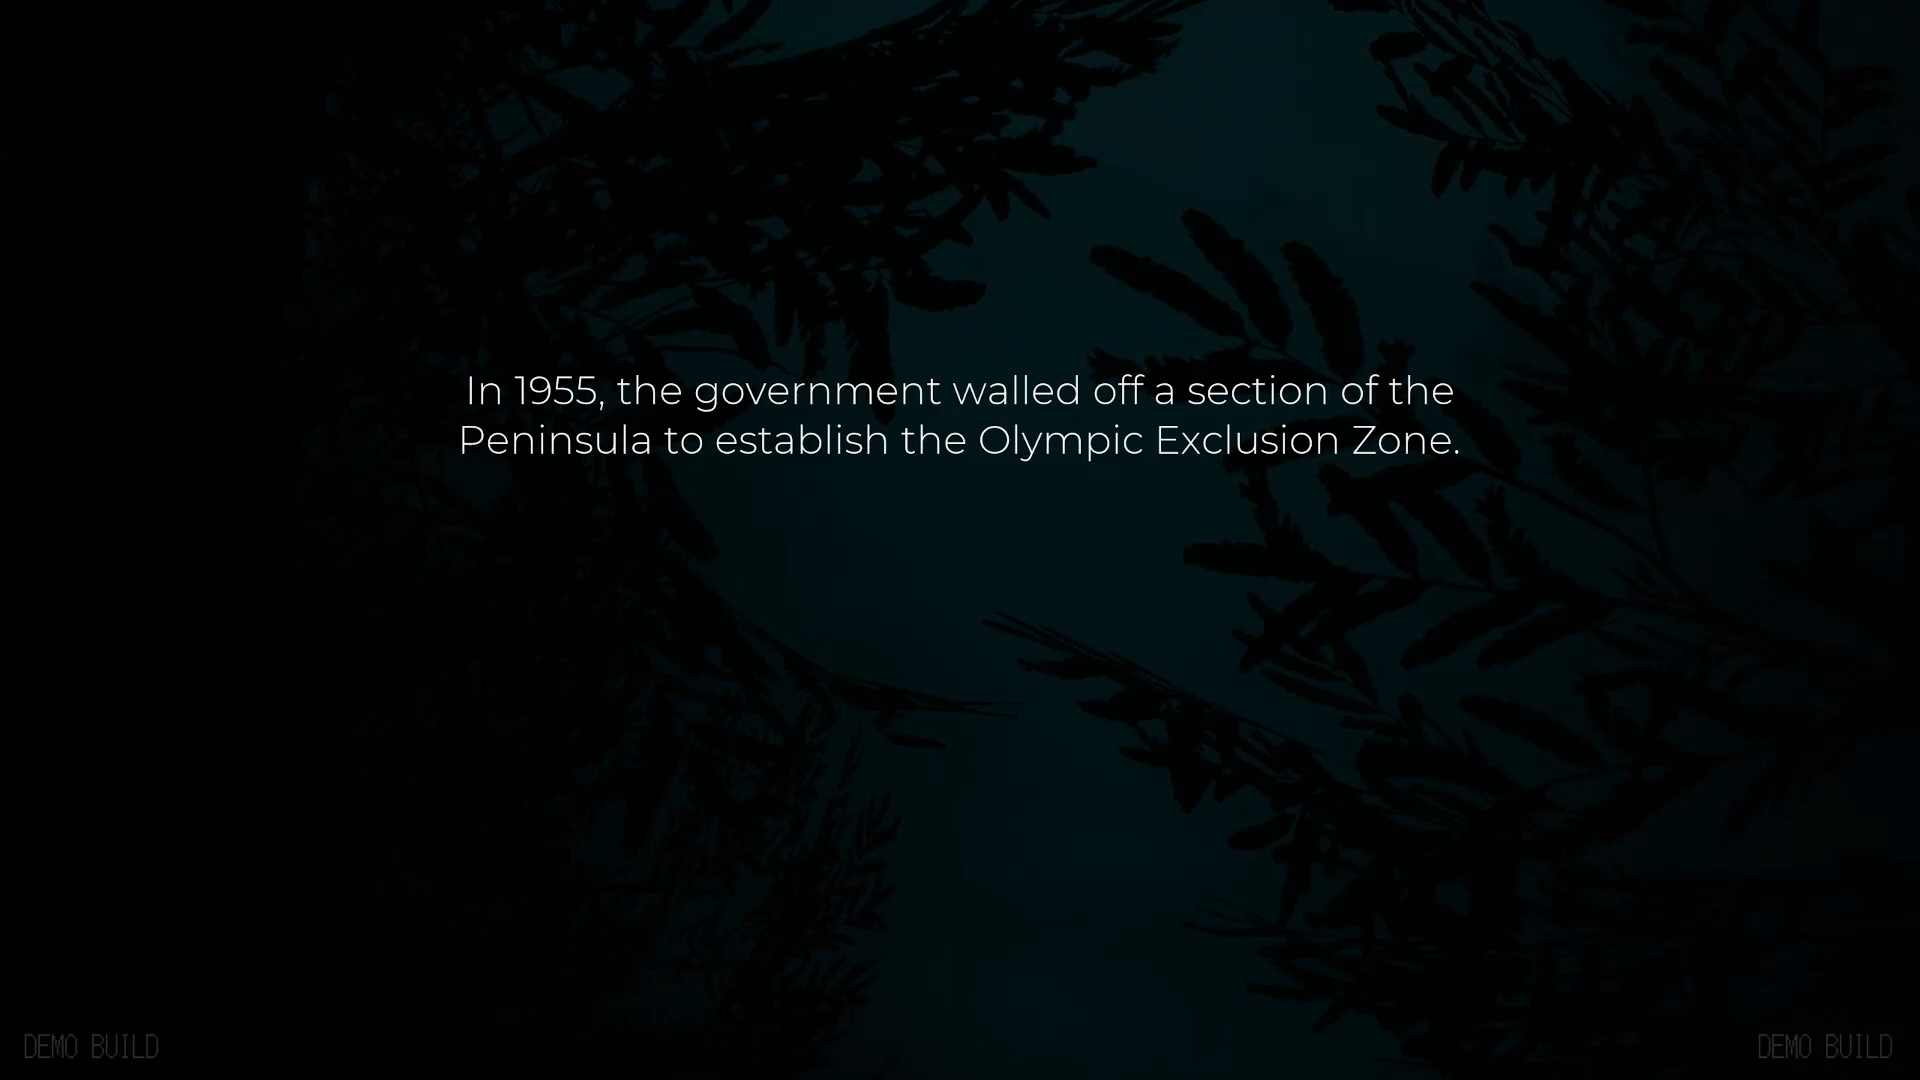 In 1955, the government walled off a section of the
Peninsula to establish the Olympic Exclusion Zone.
DEMO BUILD
DEMO BUILD